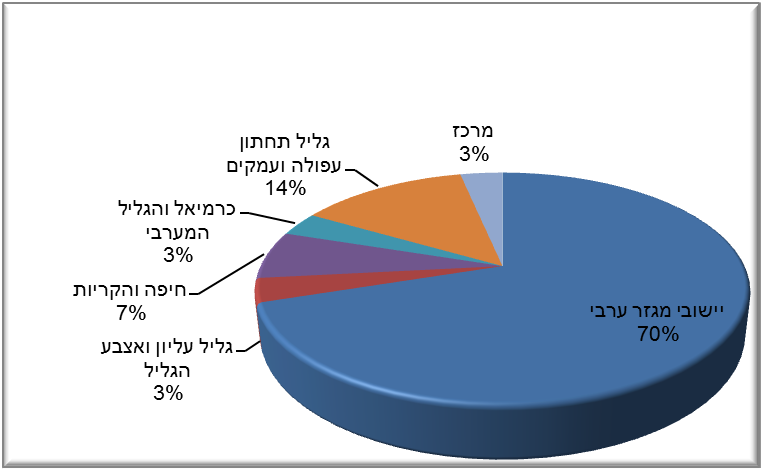 מרכז
3%
גליל תחתון
עפולה ועמקים
14%
כרמיאל והגליל
המערבי
3%
חיפה והקריות
7%
גליל עליון ואצבע
הגליל
3%
יישובי מגזר ערבי
70%